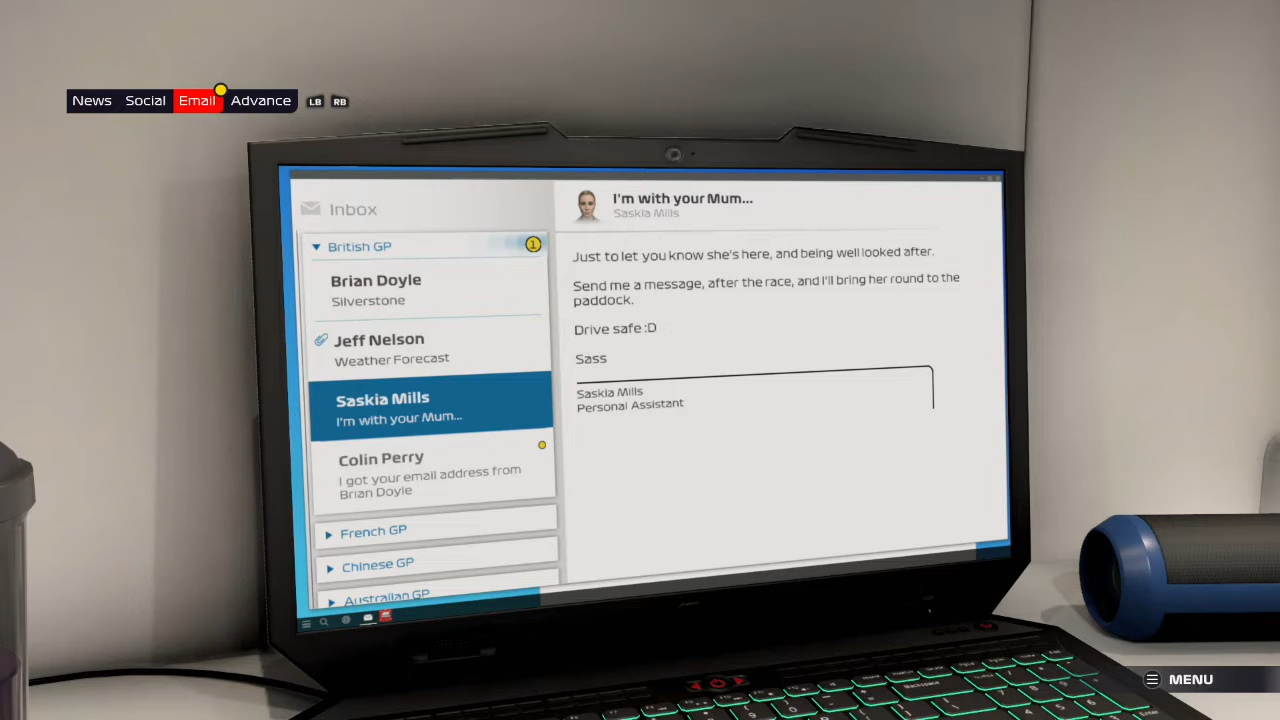 News Social Email Advance LB RB
Inbox
British GP 1
Brian Doyle
Silverstone
Jeff Nelson
Weather Forecast
Saskia Mills
I'm with your Mum...
Colin Perry
I got your email address from
Brian Doyle
French GP
Chinese GP
Australian GP
I'm with your Mum...
Saskia Mills
Just to let you know she's here, and being well looked after.
Send me a message, after the race, and I'll bring her round to the
paddock.
Drive safe :D
Sass
Saskia Mills
Personal Assistant
Backspace
Enter
MENU